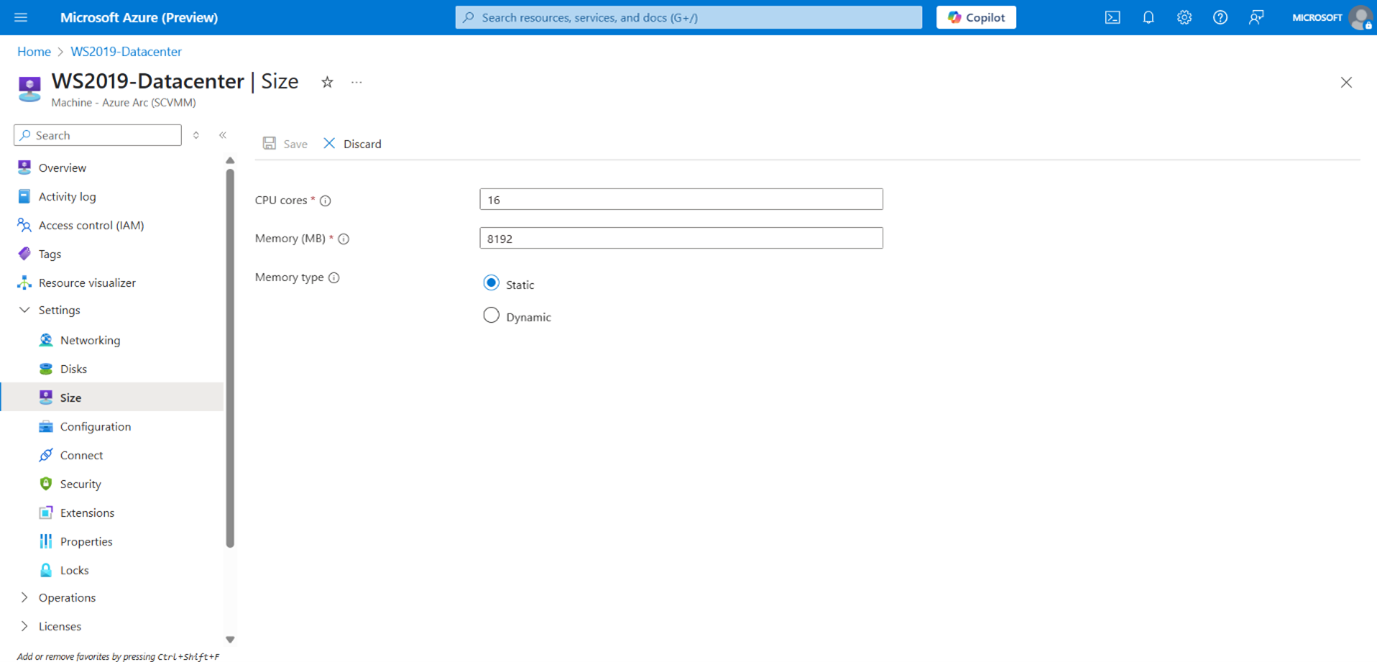 Microsoft Azure (Preview)
Search resources, services, and docs (G+/)
Copilot
MICROSOFT
Home > WS2019-Datacenter
WS2019-Datacenter | Size
Machine - Azure Arc (SCVMM)
Search
Save
Discard
Overview
Activity log
Access control (IAM)
Tags
Resource visualizer
Settings
Networking
Disks
Size
Configuration
Connect
Security
Extensions
Properties
Locks
Operations
Licenses
Add or remove favorites by pressing Ctrl+Shift+F
CPU cores *
16
Memory (MB) *
8192
Memory type
Static
Dynamic